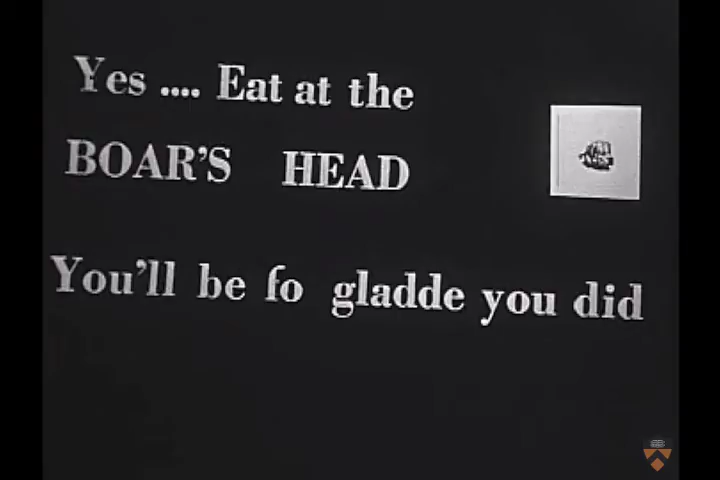 Yes .... Eat at the
BOAR'S HEAD
You'll be fo gladde you did